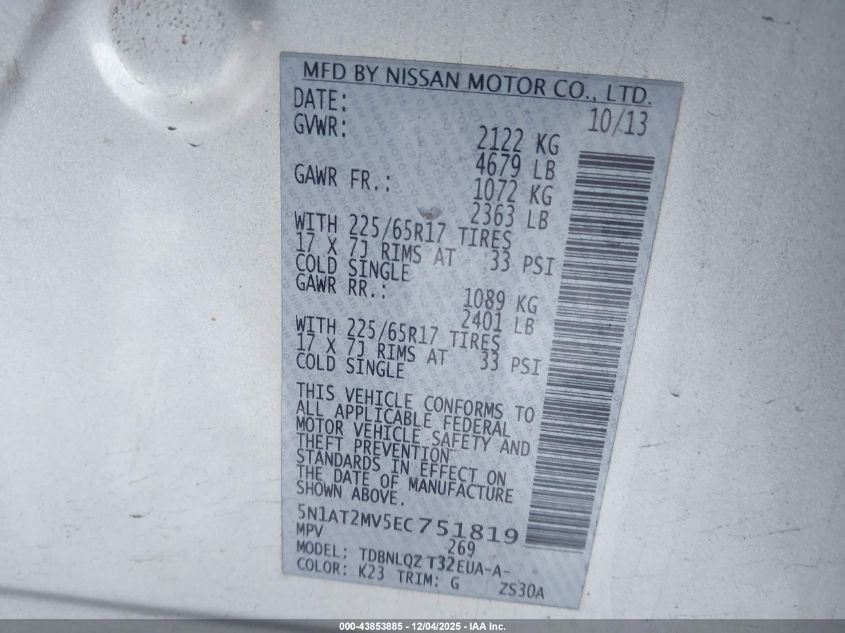 MFD BY NISSAN MOTOR CO., LTD.
DATE: 10/13
GVWR: 2122 KG
4679 LB
GAWR FR.: 1072 KG
2363 LB
WITH 225/65R17 TIRES
17 X 7J RIMS AT 33 PSI
COLD SINGLE
GAWR RR.: 1089 KG
2401 LB
WITH 225/65R17 TIRES
17 X 7J RIMS AT 33 PSI
COLD SINGLE
THIS VEHICLE CONFORMS TO
ALL APPLICABLE FEDERAL
MOTOR VEHICLE SAFETY AND
THEFT PREVENTION
STANDARDS IN EFFECT ON
THE DATE OF MANUFACTURE
SHOWN ABOVE.
5N1AT2MV5EC751819
MPV 269
MODEL: TDBNLQZ T32EUA-A-
COLOR: K23 TRIM: G ZS30A
000-43853885 - 12/04/2025 - IAA Inc.